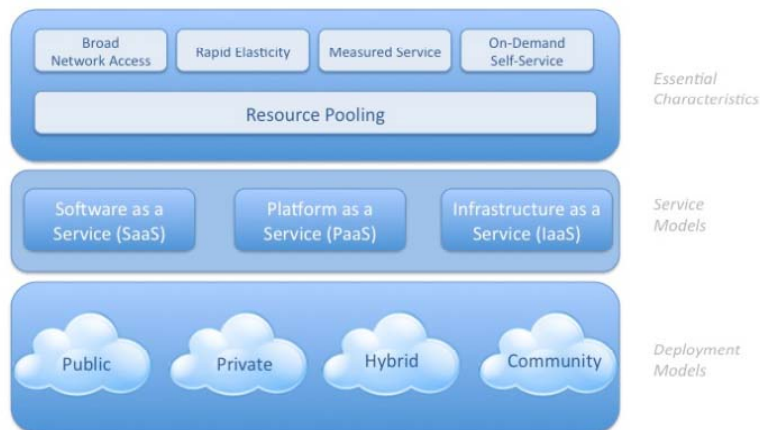 Broad
Network Access
Rapid Elasticity
Measured Service
On-Demand
Self-Service
Resource Pooling
Essential
Characteristics
Software as a
Service (SaaS)
Platform as a
Service (PaaS)
Infrastructure as a
Service (IaaS)
Service
Models
Public
Private
Hybrid
Community
Deployment
Models